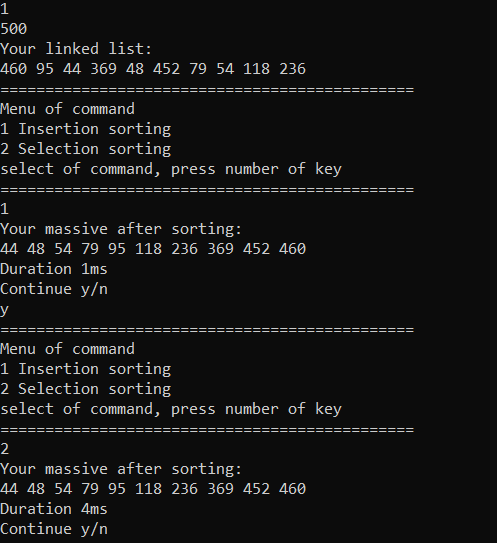 1
500
Your linked list:
460 95 44 369 48 452 79 54 118 236
==============================================
Menu of command
1 Insertion sorting
2 Selection sorting
select of command, press number of key
==============================================
1
Your massive after sorting:
44 48 54 79 95 118 236 369 452 460
Duration 1ms
Continue y/n
y
==============================================
Menu of command
1 Insertion sorting
2 Selection sorting
select of command, press number of key
==============================================
2
Your massive after sorting:
44 48 54 79 95 118 236 369 452 460
Duration 4ms
Continue y/n